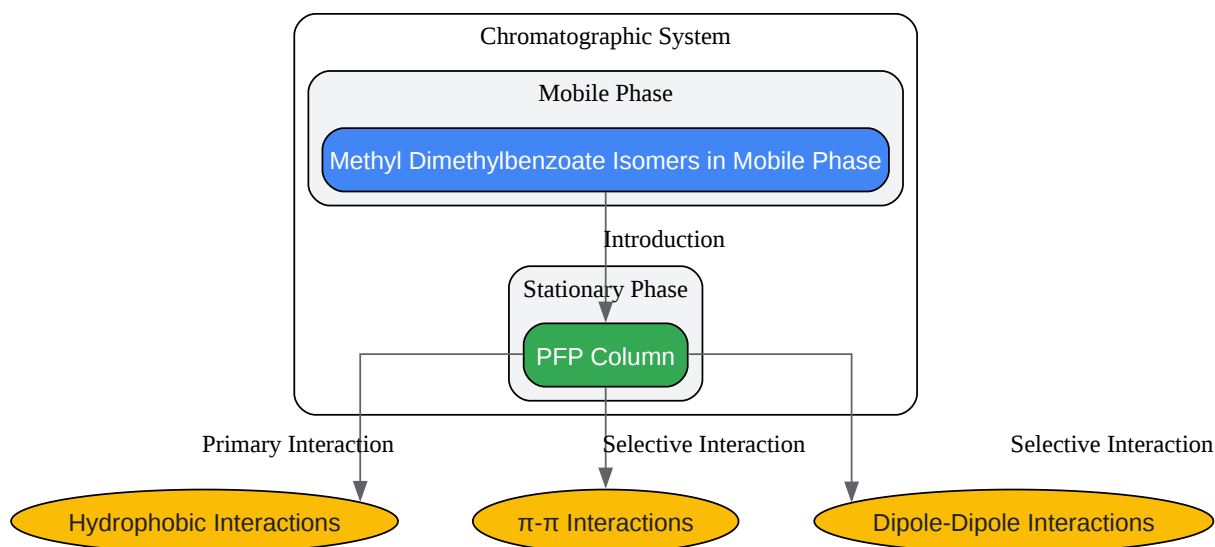 Chromatographic System
Mobile Phase
Methyl Dimethylbenzoate Isomers in Mobile Phase
Introduction
Stationary Phase
PFP Column
Primary Interaction
Selective Interaction
Selective Interaction
Hydrophobic Interactions
π-π Interactions
Dipole-Dipole Interactions